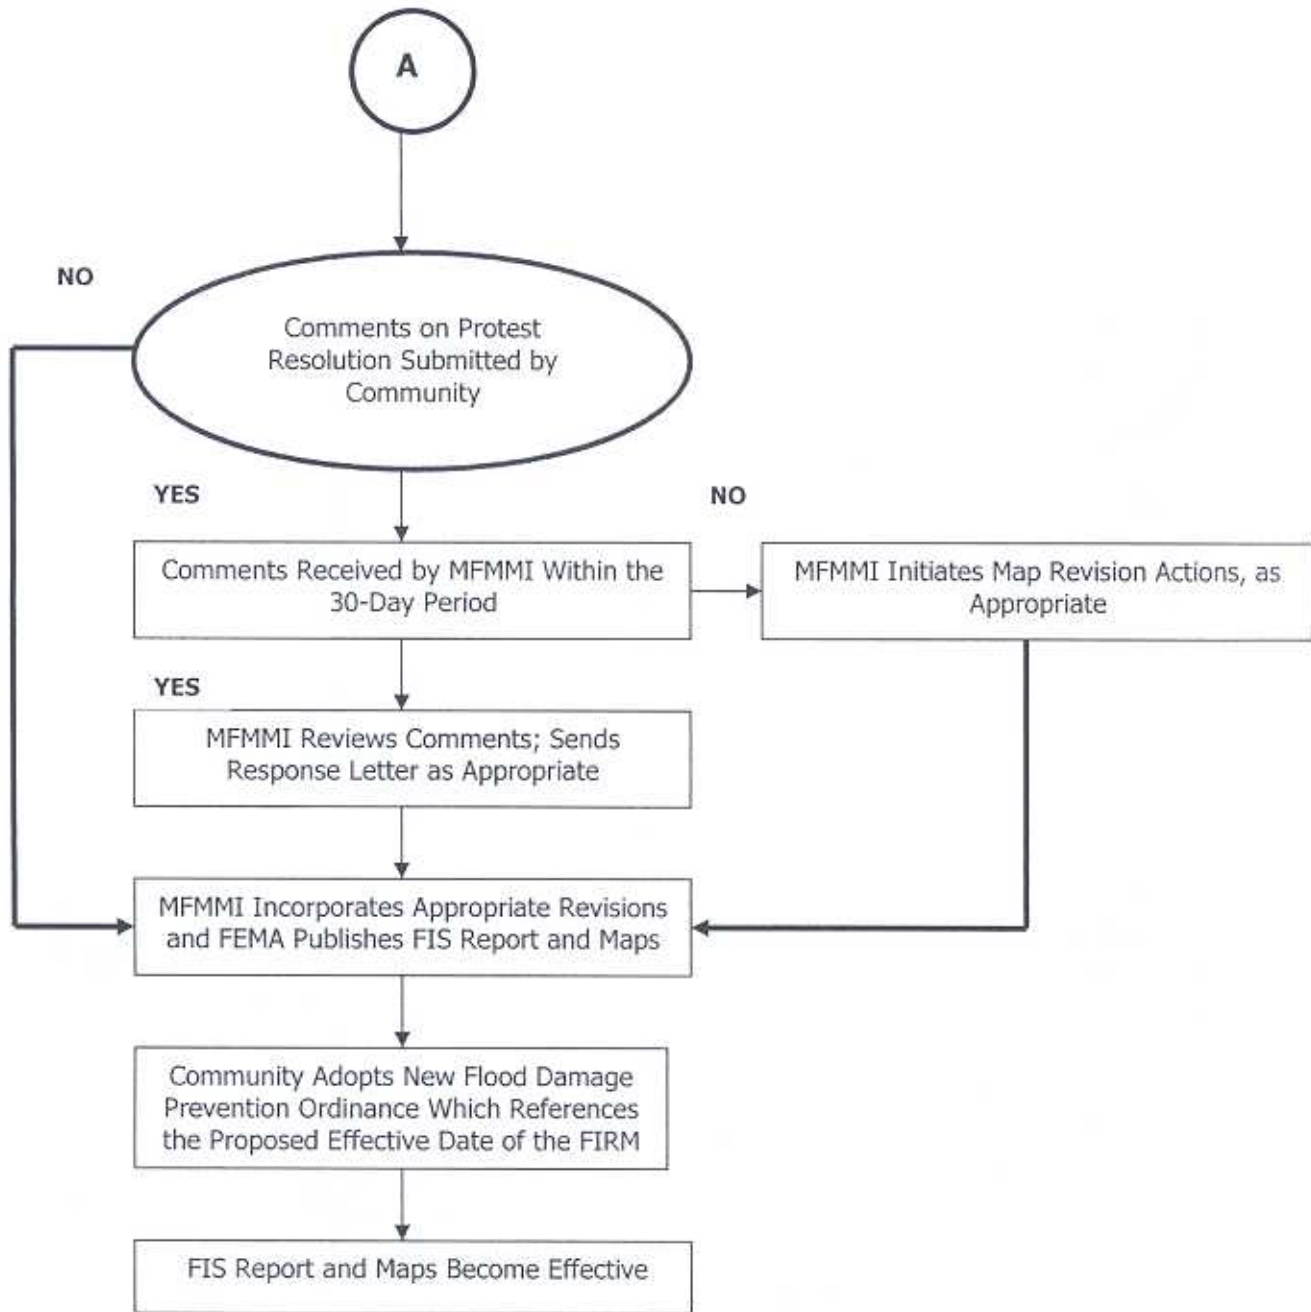 A
NO
Comments on Protest
Resolution Submitted by
Community
YES
NO
Comments Received by MFMMI Within the
30-Day Period
MFMMI Initiates Map Revision Actions, as
Appropriate
YES
MFMMI Reviews Comments; Sends
Response Letter as Appropriate
MFMMI Incorporates Appropriate Revisions
and FEMA Publishes FIS Report and Maps
Community Adopts New Flood Damage
Prevention Ordinance Which References
the Proposed Effective Date of the FIRM
FIS Report and Maps Become Effective